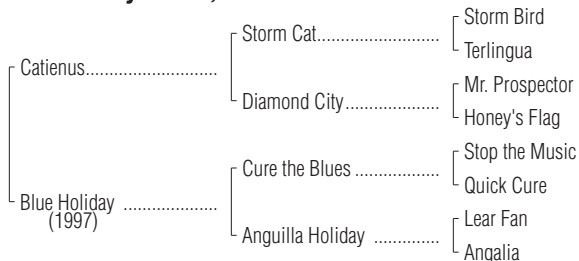 Storm Bird
Storm Cat....................................
Terlingua
Catienus......................................
Mr. Prospector
Diamond City...........................
Honey's Flag
Stop the Music
Cure the Blues ........................
Quick Cure
Blue Holiday ...........................
(1997)
Lear Fan
Anguilla Holiday ...................
Angalia